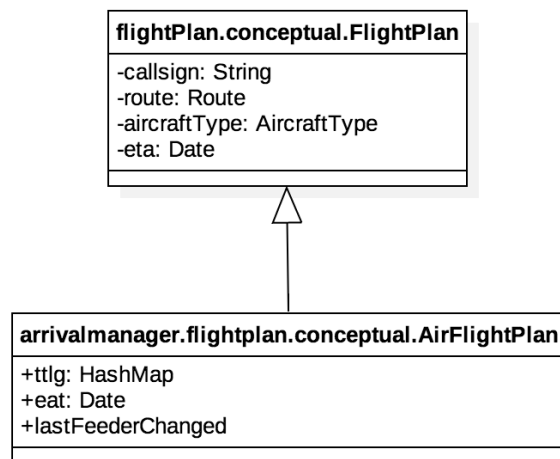 flightPlan.conceptual.FlightPlan
-callsign: String
-route: Route
-aircraftType: AircraftType
-eta: Date
arrivalmanager.flightplan.conceptual.AirFlightPlan
+ttlg: HashMap
+eat: Date
+lastFeederChanged